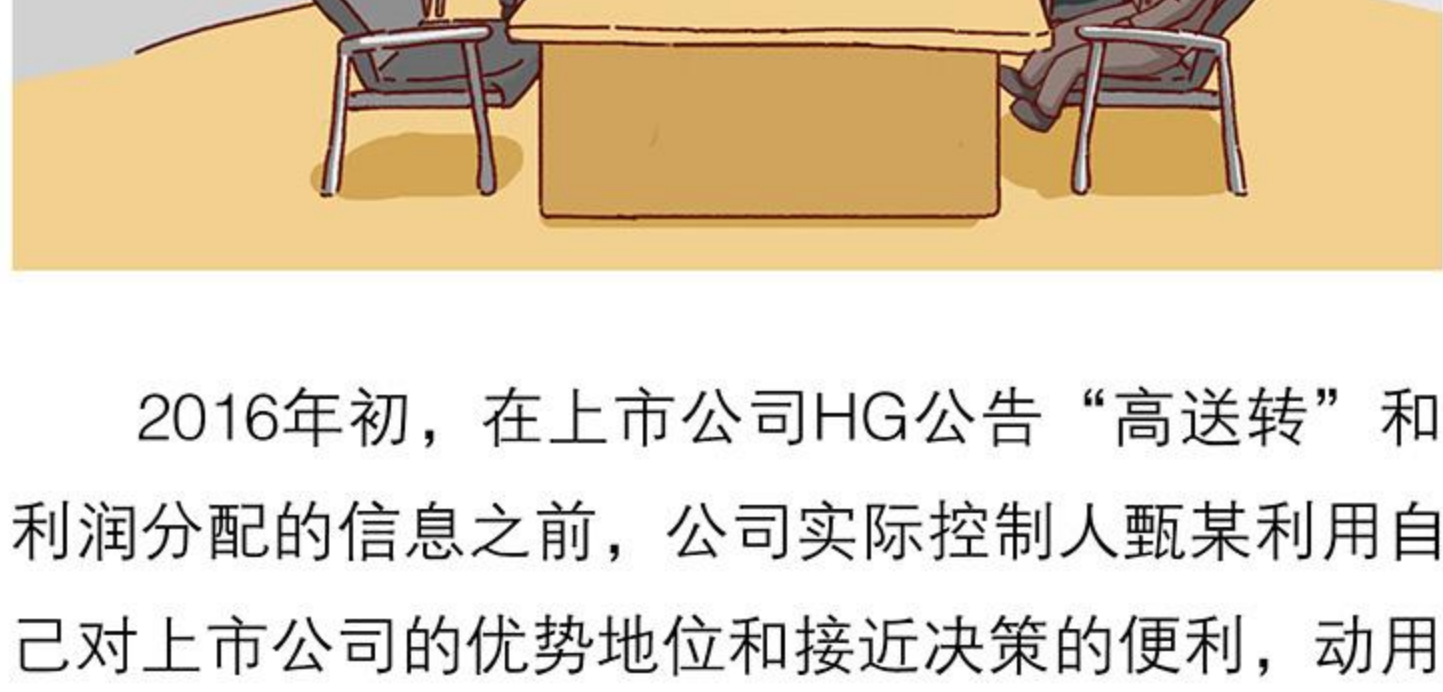 2016年初，在上市公司HG公告“高送转”和
利润分配的信息之前，公司实际控制人甄某利用自
己对上市公司的优势地位和接近决策的便利，动用